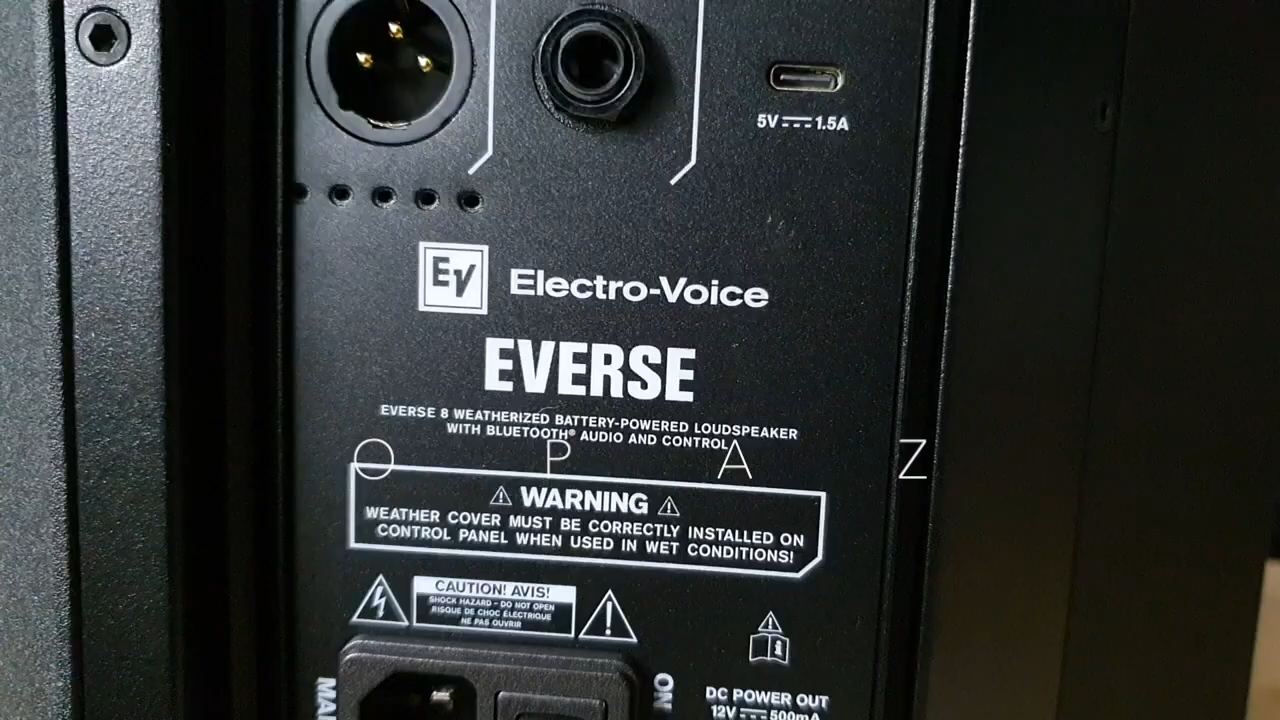 5V⎓1.5A
EV Electro-Voice
EVERSE
EVERSE 8 WEATHERIZED BATTERY-POWERED LOUDSPEAKER
WITH BLUETOOTH® AUDIO AND CONTROL
O P A Z
⚠ WARNING ⚠
WEATHER COVER MUST BE CORRECTLY INSTALLED ON
CONTROL PANEL WHEN USED IN WET CONDITIONS!
CAUTION! AVIS!
SHOCK HAZARD - DO NOT OPEN
RISQUE DE CHOC ÉLECTRIQUE
NE PAS OUVRIR
ON
DC POWER OUT
12V⎓500mA